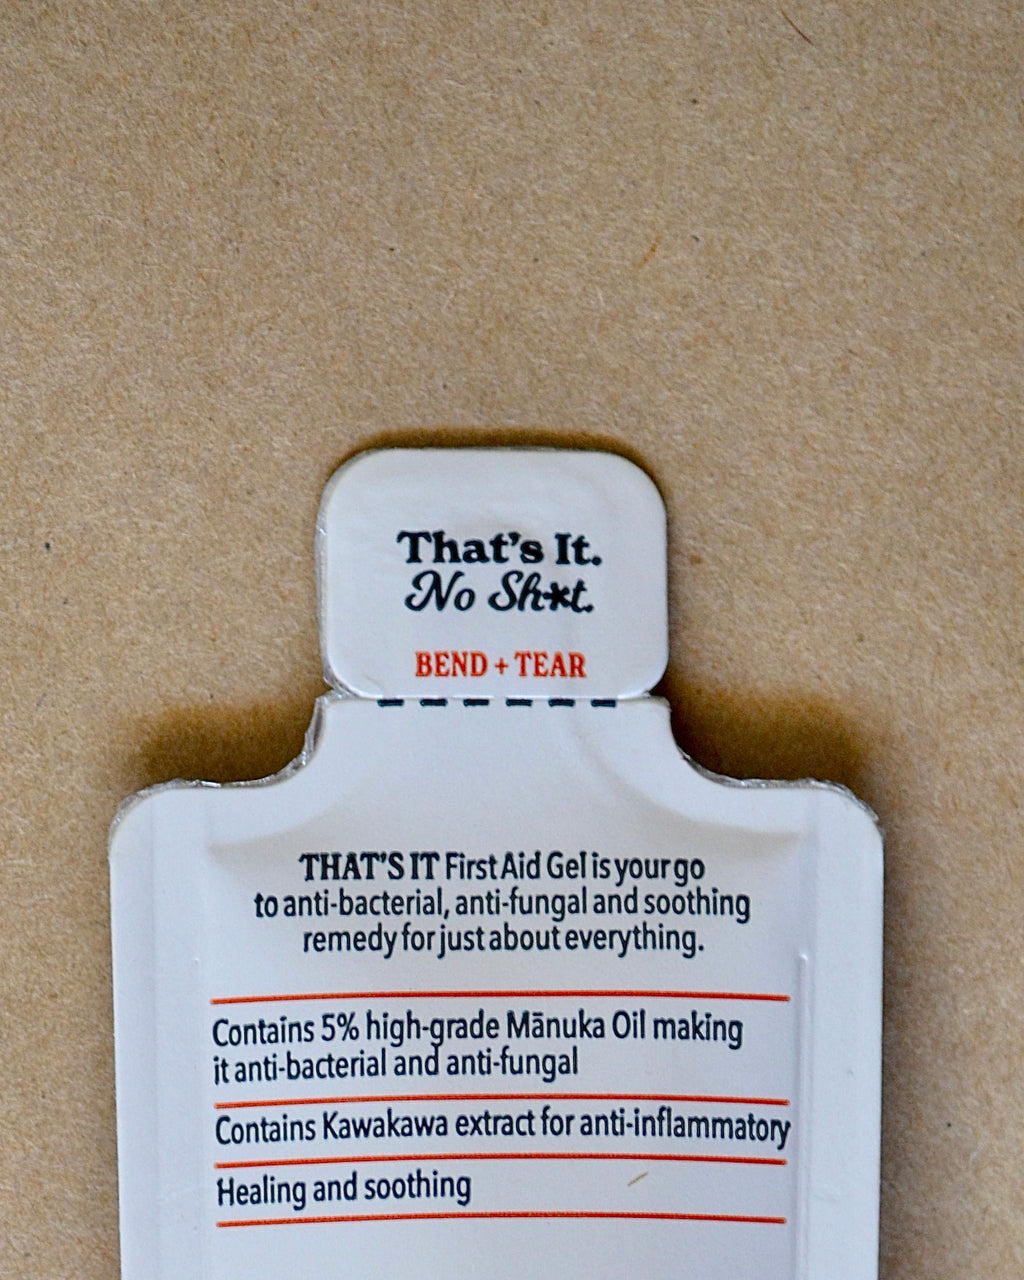 That's It.
No Sh*t.
BEND + TEAR
THAT'S IT First Aid Gel is your go
to anti-bacterial, anti-fungal and soothing
remedy for just about everything.
Contains 5% high-grade Mānuka Oil making
it anti-bacterial and anti-fungal
Contains Kawakawa extract for anti-inflammatory
Healing and soothing